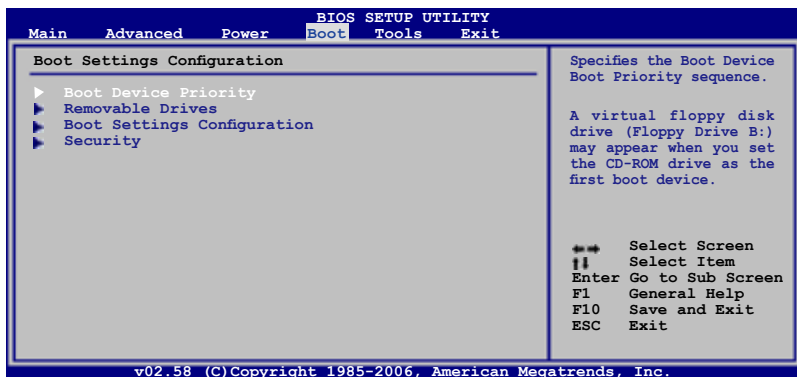 BIOS SETUP UTILITY
Main Advanced Power Boot Tools Exit
Boot Settings Configuration
Boot Device Priority
Removable Drives
Boot Settings Configuration
Security
Specifies the Boot Device
Boot Priority sequence.
A virtual floppy disk
drive (Floppy Drive B:)
may appear when you set
the CD-ROM drive as the
first boot device.
Select Screen
Select Item
Enter Go to Sub Screen
F1 General Help
F10 Save and Exit
ESC Exit
v02.58 (C)Copyright 1985-2006, American Megatrends, Inc.